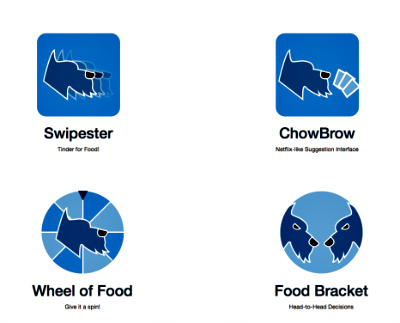 Swipester
Tinder for Food!
ChowBrow
Netflix-like Suggestion Interface
Wheel of Food
Give it a spin!
Food Bracket
Head-to-Head Decisions